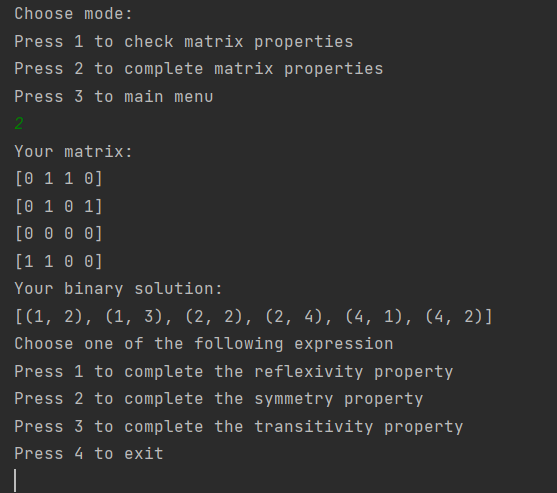 Choose mode:
Press 1 to check matrix properties
Press 2 to complete matrix properties
Press 3 to main menu
2
Your matrix:
[0 1 1 0]
[0 1 0 1]
[0 0 0 0]
[1 1 0 0]
Your binary solution:
[(1, 2), (1, 3), (2, 2), (2, 4), (4, 1), (4, 2)]
Choose one of the following expression
Press 1 to complete the reflexivity property
Press 2 to complete the symmetry property
Press 3 to complete the transitivity property
Press 4 to exit